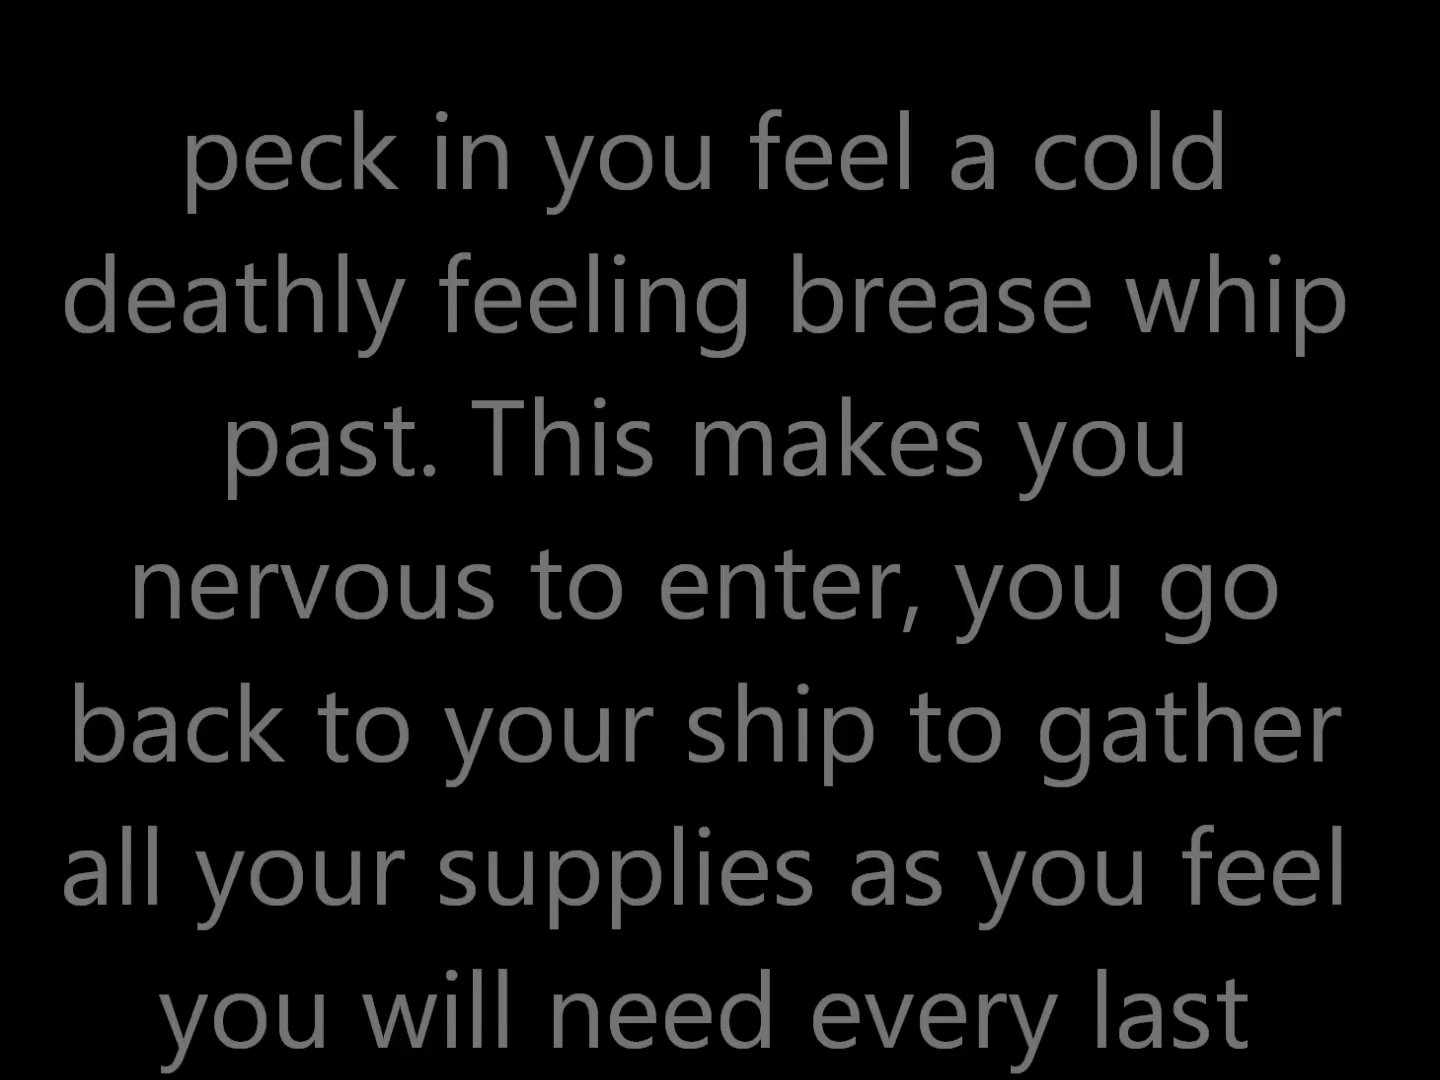 peck in you feel a cold
deathly feeling brease whip
past. This makes you
nervous to enter, you go
back to your ship to gather
all your supplies as you feel
you will need every last